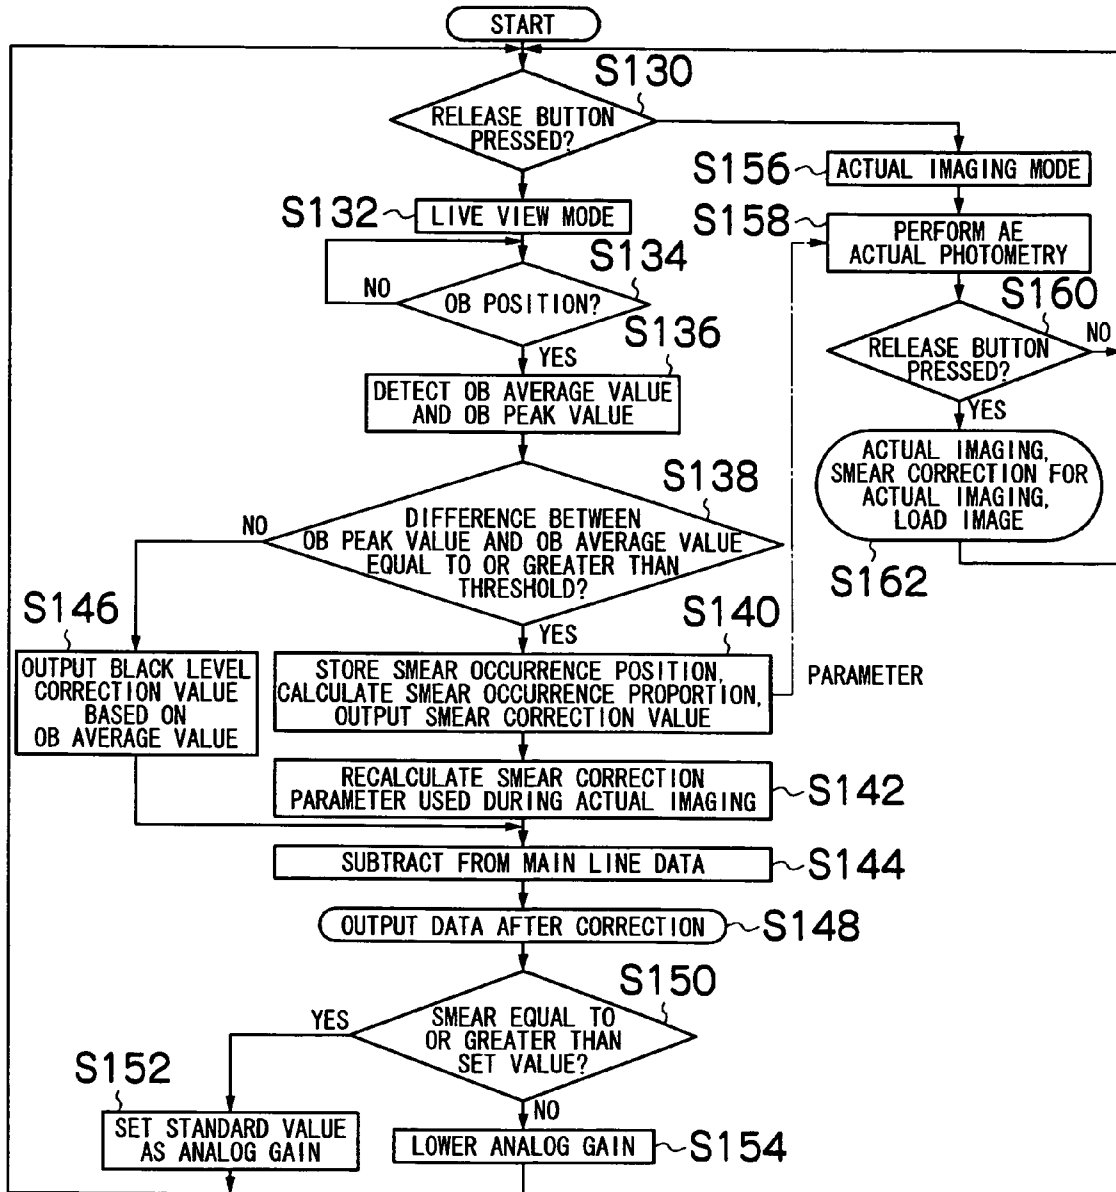 START
S130
RELEASE BUTTON
PRESSED?
S132
LIVE VIEW MODE
S134
NO
OB POSITION?
YES
S136
DETECT OB AVERAGE VALUE
AND OB PEAK VALUE
S138
NO
DIFFERENCE BETWEEN
OB PEAK VALUE AND OB AVERAGE VALUE
EQUAL TO OR GREATER THAN
THRESHOLD?
YES
S140
STORE SMEAR OCCURRENCE POSITION,
CALCULATE SMEAR OCCURRENCE PROPORTION,
OUTPUT SMEAR CORRECTION VALUE
PARAMETER
S146
OUTPUT BLACK LEVEL
CORRECTION VALUE
BASED ON
OB AVERAGE VALUE
RECALCULATE SMEAR CORRECTION
PARAMETER USED DURING ACTUAL IMAGING
S142
SUBTRACT FROM MAIN LINE DATA
S144
OUTPUT DATA AFTER CORRECTION
S148
S150
YES
SMEAR EQUAL TO
OR GREATER THAN
SET VALUE?
NO
S152
SET STANDARD VALUE
AS ANALOG GAIN
LOWER ANALOG GAIN
S154
S156
ACTUAL IMAGING MODE
S158
PERFORM AE
ACTUAL PHOTOMETRY
S160
RELEASE BUTTON
PRESSED?
NO
YES
ACTUAL IMAGING,
SMEAR CORRECTION FOR
ACTUAL IMAGING,
LOAD IMAGE
S162